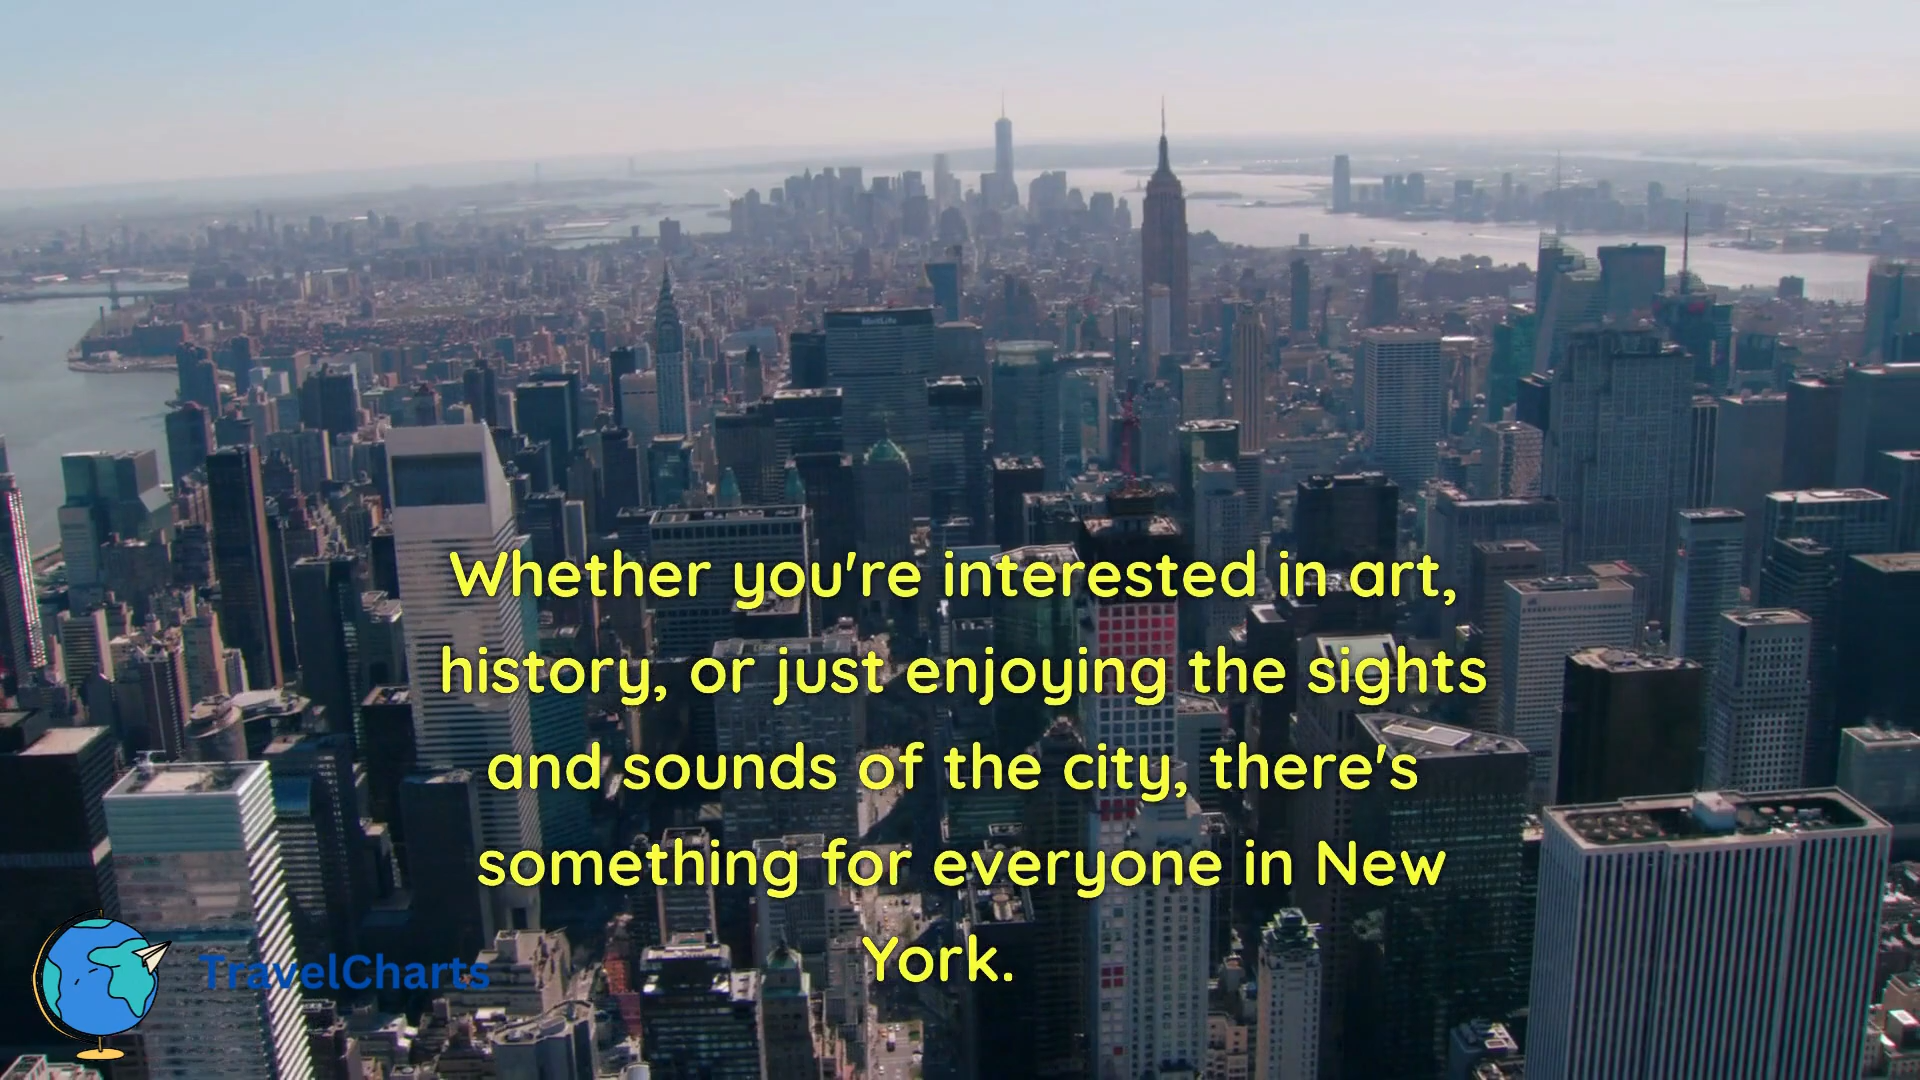 MetLife
Whether you're interested in art,
history, or just enjoying the sights
and sounds of the city, there's
something for everyone in New
York.
TravelCharts